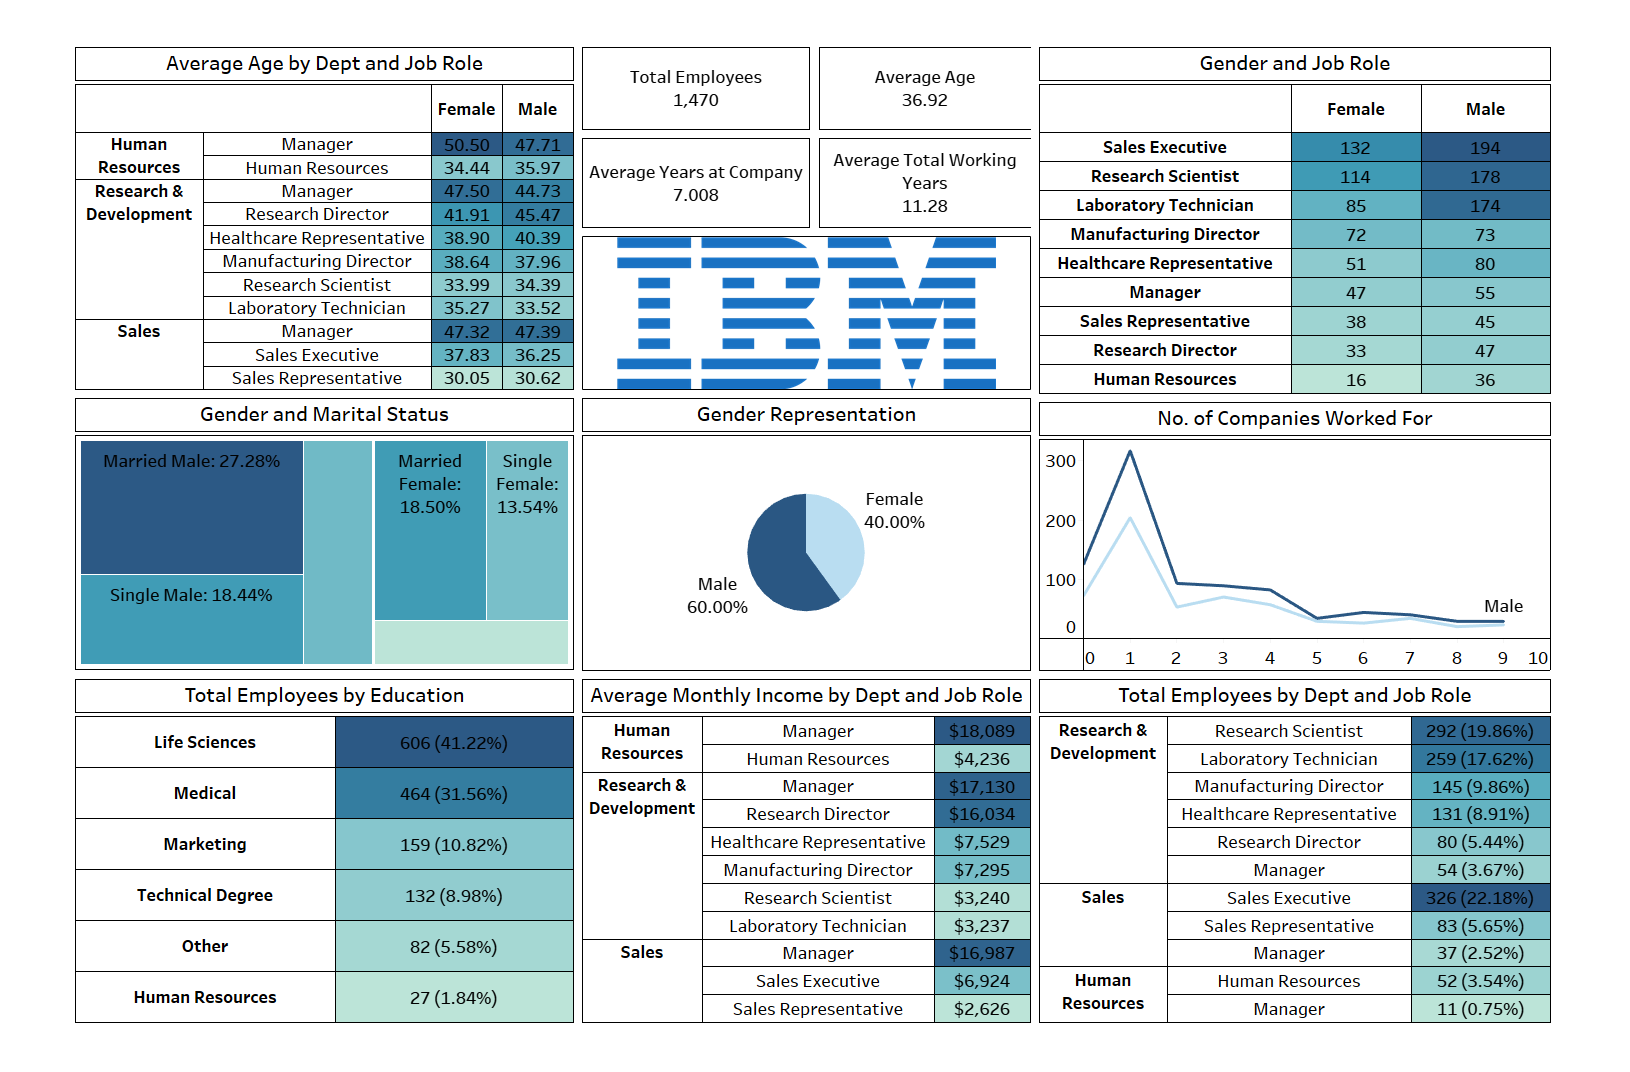 Average Age by Dept and Job Role
Female Male
Human Resources Manager 50.50 47.71
Human Resources 34.44 35.97
Research & Development Manager 47.50 44.73
Research Director 41.91 45.47
Healthcare Representative 38.90 40.39
Manufacturing Director 38.64 37.96
Research Scientist 33.99 34.39
Laboratory Technician 35.27 33.52
Sales Manager 47.32 47.39
Sales Executive 37.83 36.25
Sales Representative 30.05 30.62
Total Employees
1,470
Average Age
36.92
Average Years at Company
7.008
Average Total Working
Years
11.28
IBM
Gender and Job Role
Female Male
Sales Executive 132 194
Research Scientist 114 178
Laboratory Technician 85 174
Manufacturing Director 72 73
Healthcare Representative 51 80
Manager 47 55
Sales Representative 38 45
Research Director 33 47
Human Resources 16 36
Gender and Marital Status
Married Male: 27.28%
Single Male: 18.44%
Married
Female:
18.50%
Single
Female:
13.54%
Gender Representation
Female
40.00%
Male
60.00%
No. of Companies Worked For
300
200
100
0
Male
0 1 2 3 4 5 6 7 8 9 10
Total Employees by Education
Life Sciences 606 (41.22%)
Medical 464 (31.56%)
Marketing 159 (10.82%)
Technical Degree 132 (8.98%)
Other 82 (5.58%)
Human Resources 27 (1.84%)
Average Monthly Income by Dept and Job Role
Human Resources Manager $18,089
Human Resources $4,236
Research & Development Manager $17,130
Research Director $16,034
Healthcare Representative $7,529
Manufacturing Director $7,295
Research Scientist $3,240
Laboratory Technician $3,237
Sales Manager $16,987
Sales Executive $6,924
Sales Representative $2,626
Total Employees by Dept and Job Role
Research & Development Research Scientist 292 (19.86%)
Laboratory Technician 259 (17.62%)
Manufacturing Director 145 (9.86%)
Healthcare Representative 131 (8.91%)
Research Director 80 (5.44%)
Manager 54 (3.67%)
Sales Sales Executive 326 (22.18%)
Sales Representative 83 (5.65%)
Manager 37 (2.52%)
Human Resources Human Resources 52 (3.54%)
Manager 11 (0.75%)